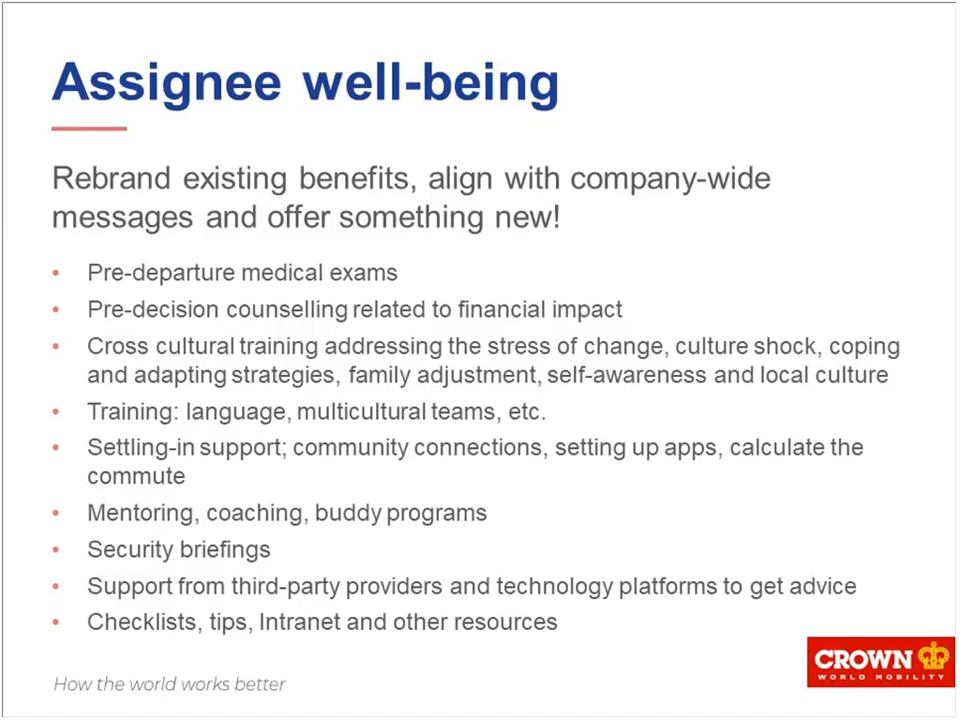 Assignee well-being
Rebrand existing benefits, align with company-wide
messages and offer something new!
• Pre-departure medical exams
• Pre-decision counselling related to financial impact
• Cross cultural training addressing the stress of change, culture shock, coping
and adapting strategies, family adjustment, self-awareness and local culture
• Training: language, multicultural teams, etc.
• Settling-in support; community connections, setting up apps, calculate the
commute
• Mentoring, coaching, buddy programs
• Security briefings
• Support from third-party providers and technology platforms to get advice
• Checklists, tips, Intranet and other resources
CROWN
WORLD MOBILITY
How the world works better